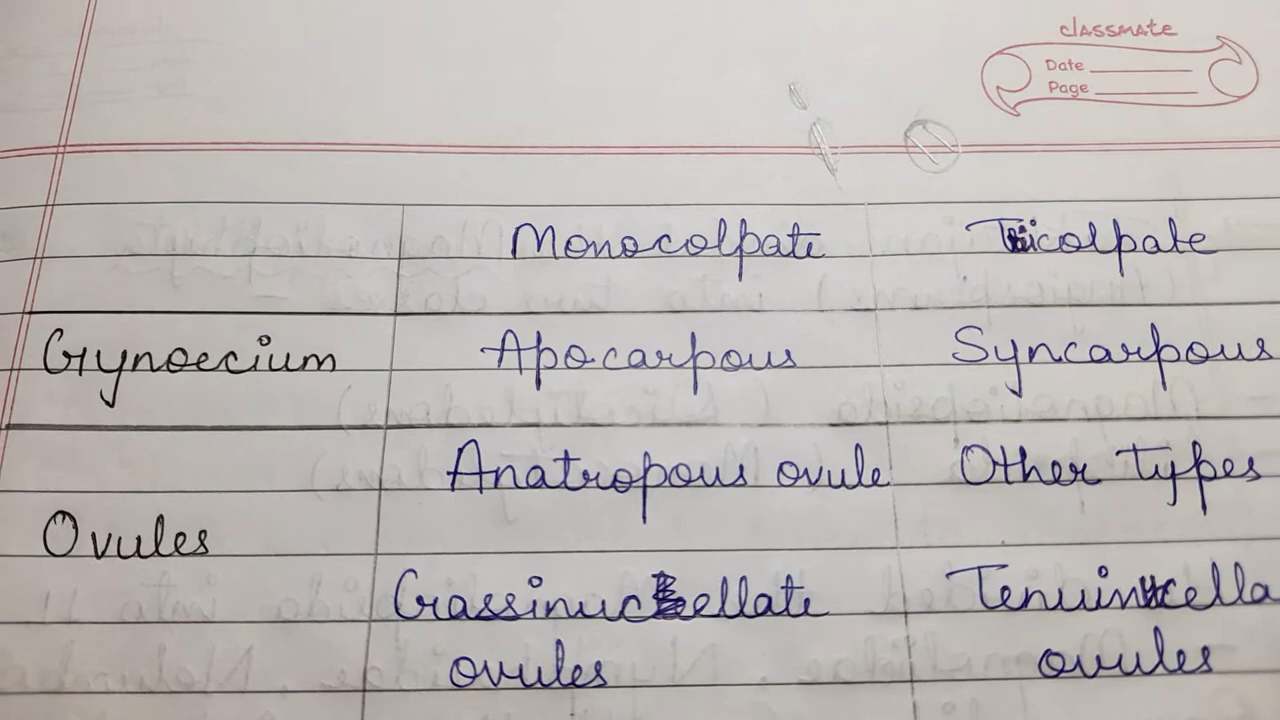 classmate
Date
Page
Monocolpate Tricolpate
Gynoecium Apocarpous Syncarpous
Anatropous ovule Other types
Ovules
Crassinucellate Tenuinucella
ovules ovules